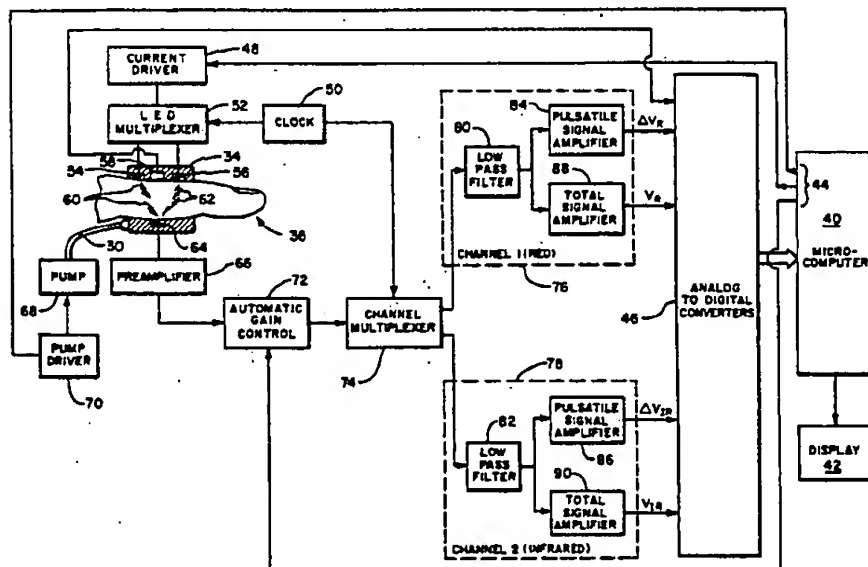 48
CURRENT DRIVER
52
LED MULTIPLEXER
50
CLOCK
34
58
54
56
60
62
64
36
30
PUMP
68
PREAMPLIFIER
66
PUMP DRIVER
70
72
AUTOMATIC GAIN CONTROL
CHANNEL MULTIPLEXER
74
84
80
PULSATILE SIGNAL AMPLIFIER
ΔVR
LOW PASS FILTER
88
TOTAL SIGNAL AMPLIFIER
VR
CHANNEL 1 (RED)
76
78
82
PULSATILE SIGNAL AMPLIFIER
ΔVIR
86
LOW PASS FILTER
90
TOTAL SIGNAL AMPLIFIER
VIR
CHANNEL 2 (INFRARED)
46
ANALOG TO DIGITAL CONVERTERS
44
40
MICRO-
COMPUTER
DISPLAY
42